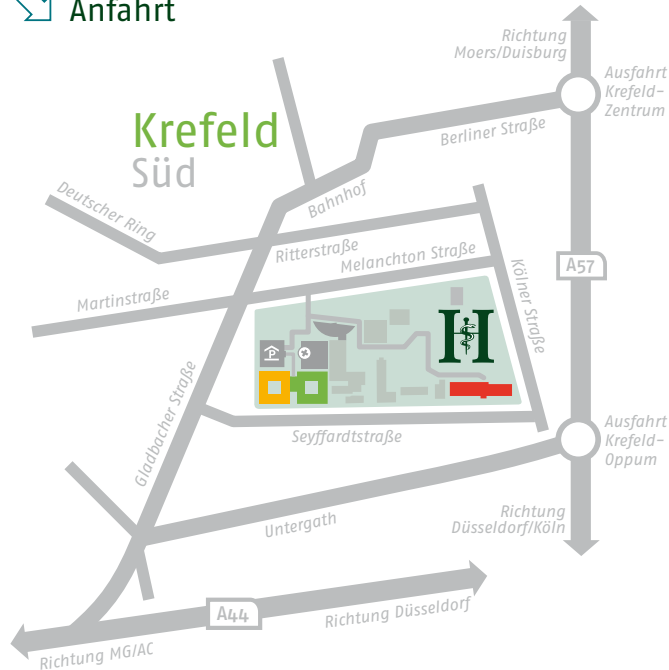 Anfahrt
Richtung
Moers/Duisburg
Ausfahrt
Krefeld-
Zentrum
Krefeld
Süd
Berliner Straße
Bahnhof
Deutscher Ring
Ritterstraße
Melanchton Straße
Kölner Straße
A57
Martinstraße
H
P
Gladbacher Straße
Seyffardtstraße
Ausfahrt
Krefeld-
Oppum
Untergath
Richtung
Düsseldorf/Köln
A44
Richtung Düsseldorf
Richtung MG/AC